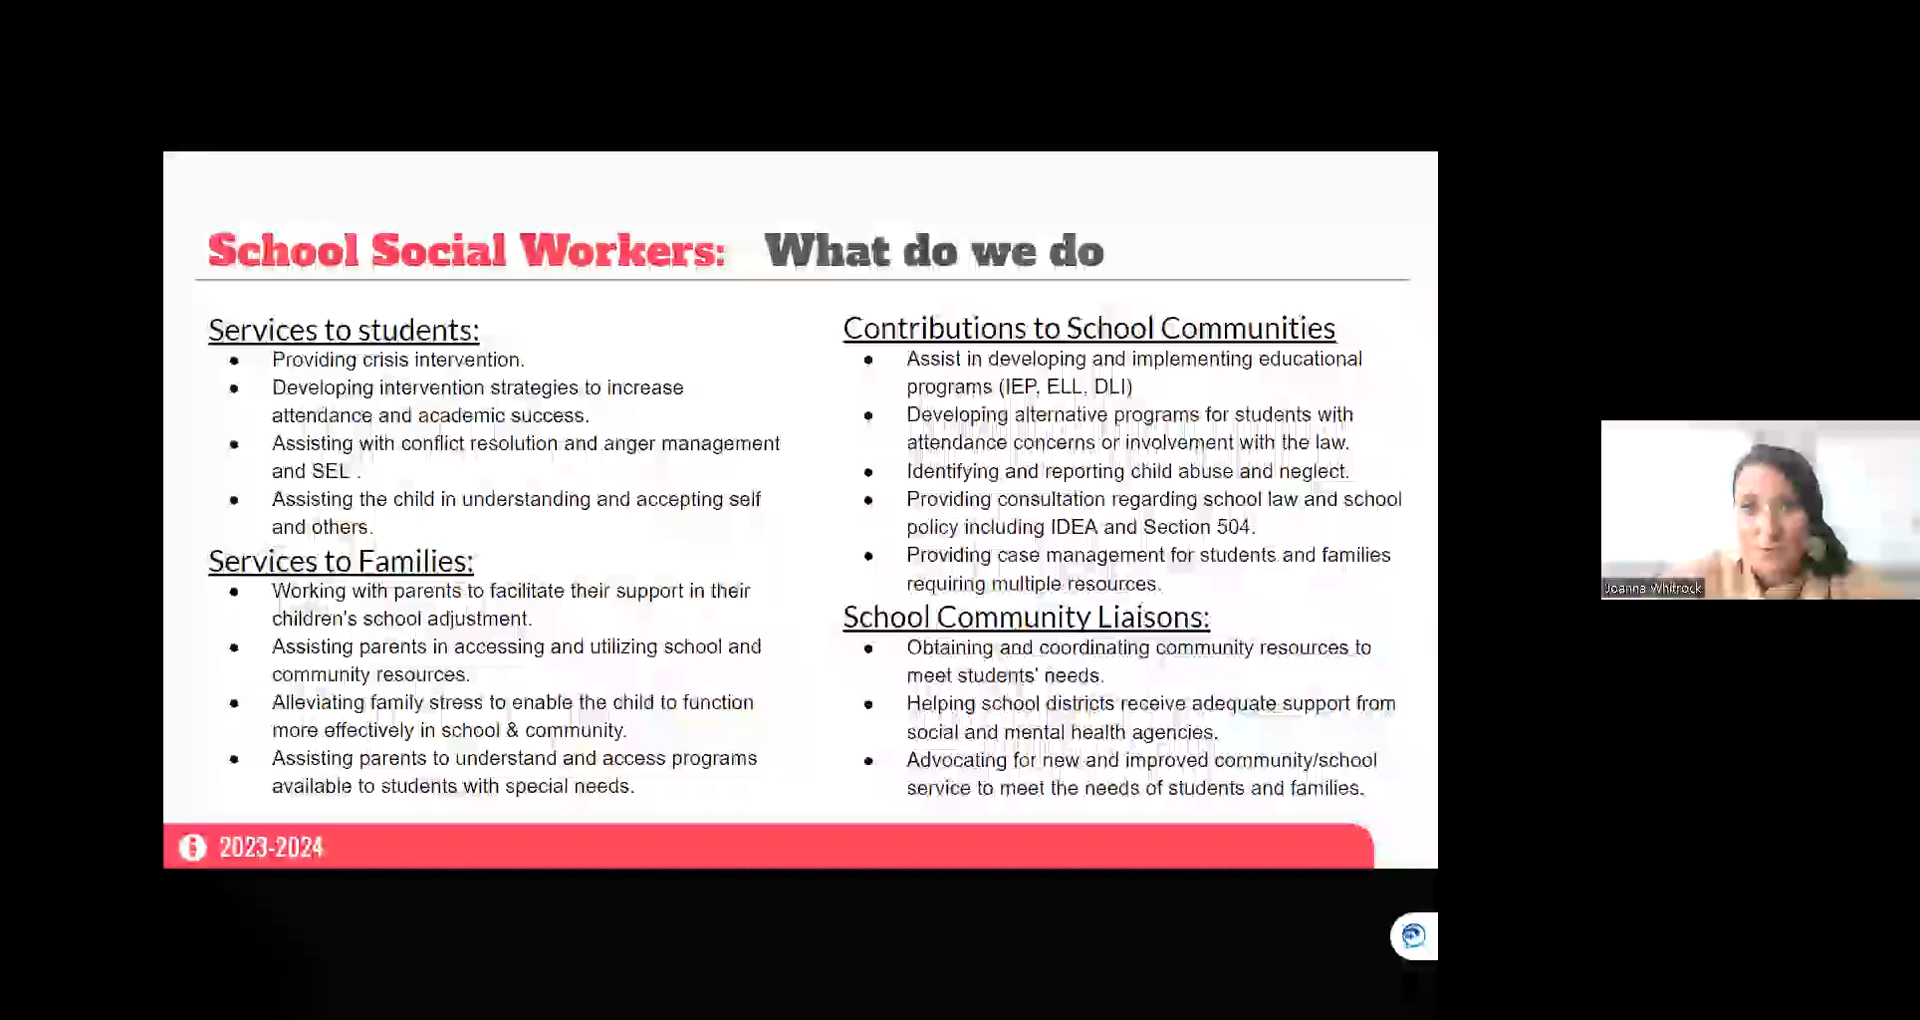 School Social Workers: What do we do
Services to students:
● Providing crisis intervention.
● Developing intervention strategies to increase
attendance and academic success.
● Assisting with conflict resolution and anger management
and SEL .
● Assisting the child in understanding and accepting self
and others.
Services to Families:
● Working with parents to facilitate their support in their
children's school adjustment.
● Assisting parents in accessing and utilizing school and
community resources.
● Alleviating family stress to enable the child to function
more effectively in school & community.
● Assisting parents to understand and access programs
available to students with special needs.
Contributions to School Communities
● Assist in developing and implementing educational
programs (IEP, ELL, DLI)
● Developing alternative programs for students with
attendance concerns or involvement with the law.
● Identifying and reporting child abuse and neglect.
● Providing consultation regarding school law and school
policy including IDEA and Section 504.
● Providing case management for students and families
requiring multiple resources.
School Community Liaisons:
● Obtaining and coordinating community resources to
meet students' needs.
● Helping school districts receive adequate support from
social and mental health agencies.
● Advocating for new and improved community/school
service to meet the needs of students and families.
2023-2024
Joanna Whitrock